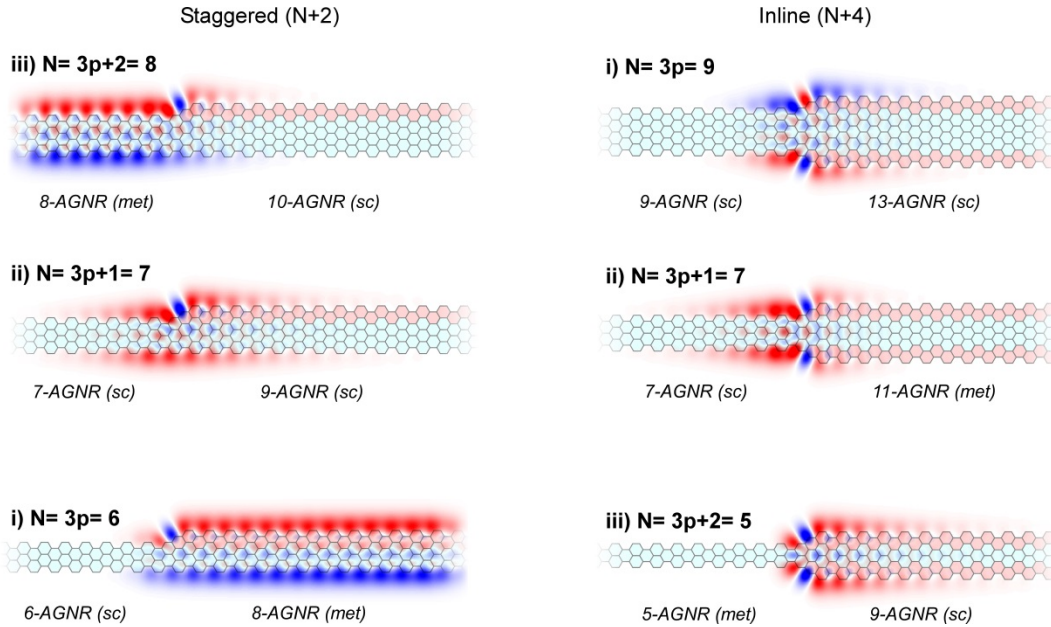 Staggered (N+2)
Inline (N+4)
iii) N= 3p+2= 8
8-AGNR (met)
10-AGNR (sc)
i) N= 3p= 9
9-AGNR (sc)
13-AGNR (sc)
ii) N= 3p+1= 7
7-AGNR (sc)
9-AGNR (sc)
ii) N= 3p+1= 7
7-AGNR (sc)
11-AGNR (met)
i) N= 3p= 6
6-AGNR (sc)
8-AGNR (met)
iii) N= 3p+2= 5
5-AGNR (met)
9-AGNR (sc)